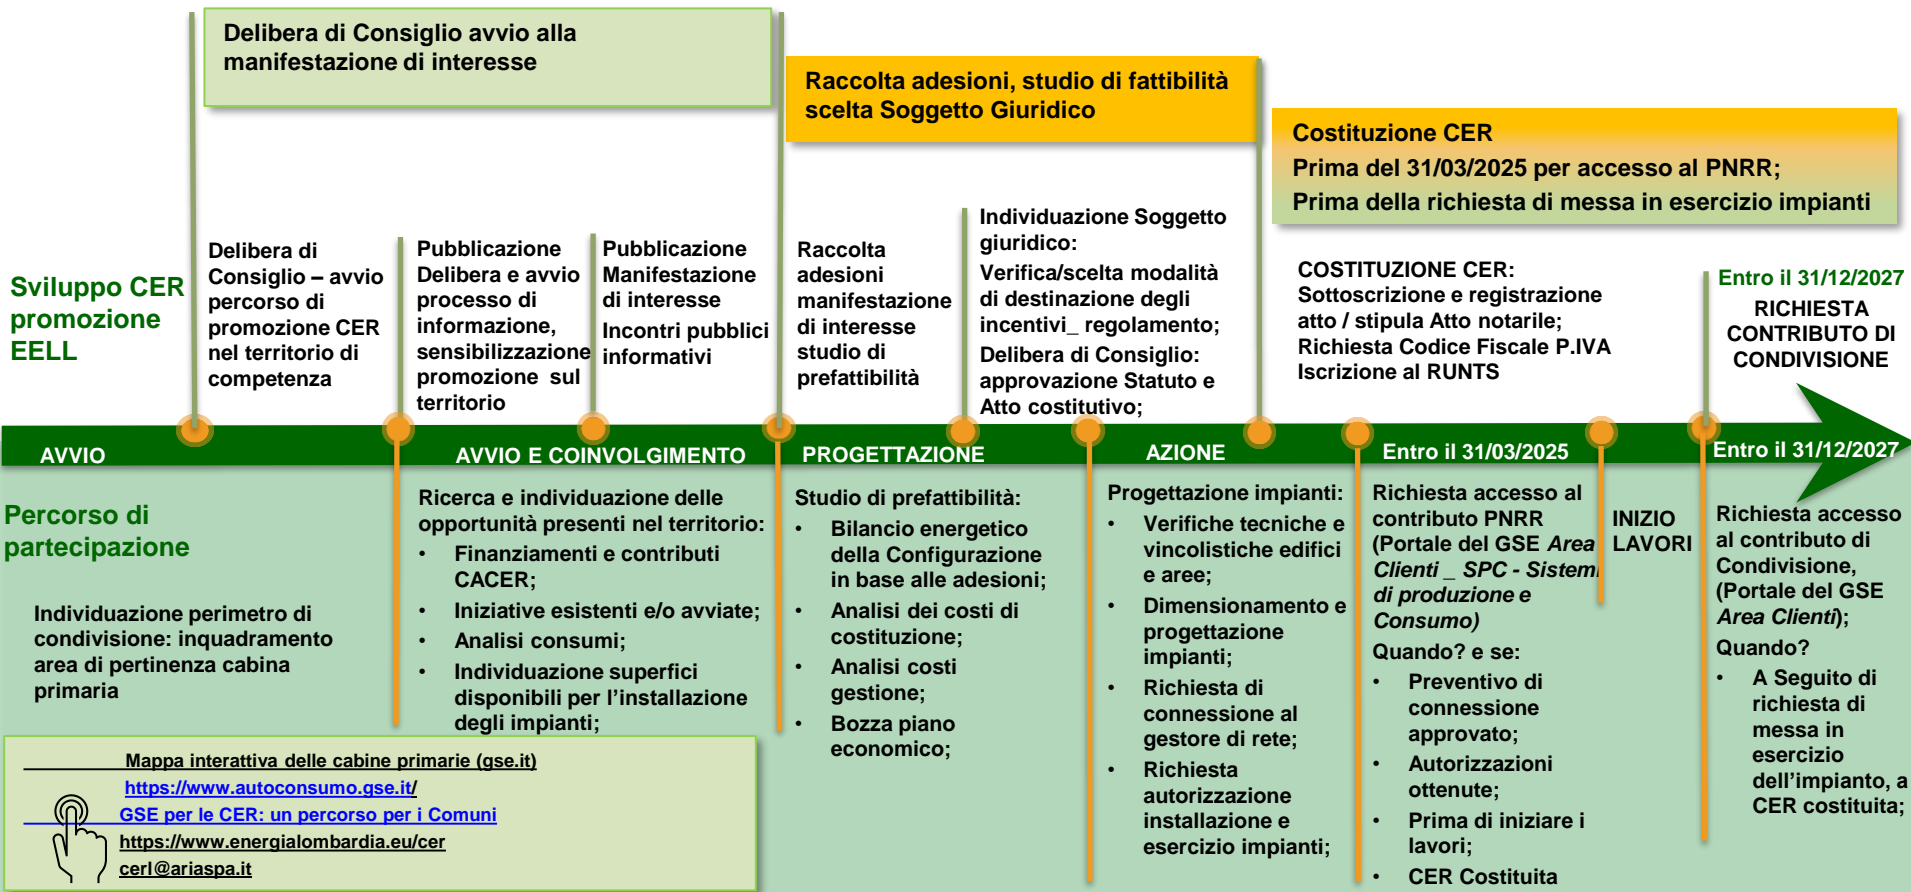 Delibera di Consiglio avvio alla
manifestazione di interesse
Raccolta adesioni, studio di fattibilità
scelta Soggetto Giuridico
Costituzione CER
Prima del 31/03/2025 per accesso al PNRR;
Prima della richiesta di messa in esercizio impianti
Sviluppo CER
promozione
EELL
Delibera di
Consiglio – avvio
percorso di
promozione CER
nel territorio di
competenza
Pubblicazione
Delibera e avvio
processo di
informazione,
sensibilizzazione
promozione sul
territorio
Pubblicazione
Manifestazione
di interesse
Incontri pubblici
informativi
Raccolta
adesioni
manifestazione
di interesse
studio di
prefattibilità
Individuazione Soggetto
giuridico:
Verifica/scelta modalità
di destinazione degli
incentivi_ regolamento;
Delibera di Consiglio:
approvazione Statuto e
Atto costitutivo;
COSTITUZIONE CER:
Sottoscrizione e registrazione
atto / stipula Atto notarile;
Richiesta Codice Fiscale P.IVA
Iscrizione al RUNTS
Entro il 31/12/2027
RICHIESTA
CONTRIBUTO DI
CONDIVISIONE
AVVIO
AVVIO E COINVOLGIMENTO
PROGETTAZIONE
AZIONE
Entro il 31/03/2025
Entro il 31/12/2027
Percorso di
partecipazione
Individuazione perimetro di
condivisione: inquadramento
area di pertinenza cabina
primaria
Ricerca e individuazione delle
opportunità presenti nel territorio:
• Finanziamenti e contributi
CACER;
• Iniziative esistenti e/o avviate;
• Analisi consumi;
• Individuazione superfici
disponibili per l'installazione
degli impianti;
Studio di prefattibilità:
• Bilancio energetico
della Configurazione
in base alle adesioni;
• Analisi dei costi di
costituzione;
• Analisi costi
gestione;
• Bozza piano
economico;
Progettazione impianti:
• Verifiche tecniche e
vincolistiche edifici
e aree;
• Dimensionamento e
progettazione
impianti;
• Richiesta di
connessione al
gestore di rete;
• Richiesta
autorizzazione
installazione e
esercizio impianti;
Richiesta accesso al
contributo PNRR
(Portale del GSE Area
Clienti _ SPC - Sistemi
di produzione e
Consumo)
Quando? e se:
• Preventivo di
connessione
approvato;
• Autorizzazioni
ottenute;
• Prima di iniziare i
lavori;
• CER Costituita
INIZIO
LAVORI
Richiesta accesso
al contributo di
Condivisione,
(Portale del GSE
Area Clienti);
Quando?
• A Seguito di
richiesta di
messa in
esercizio
dell'impianto, a
CER costituita;
Mappa interattiva delle cabine primarie (gse.it)
https://www.autoconsumo.gse.it/
GSE per le CER: un percorso per i Comuni
https://www.energialombardia.eu/cer
cerl@ariaspa.it